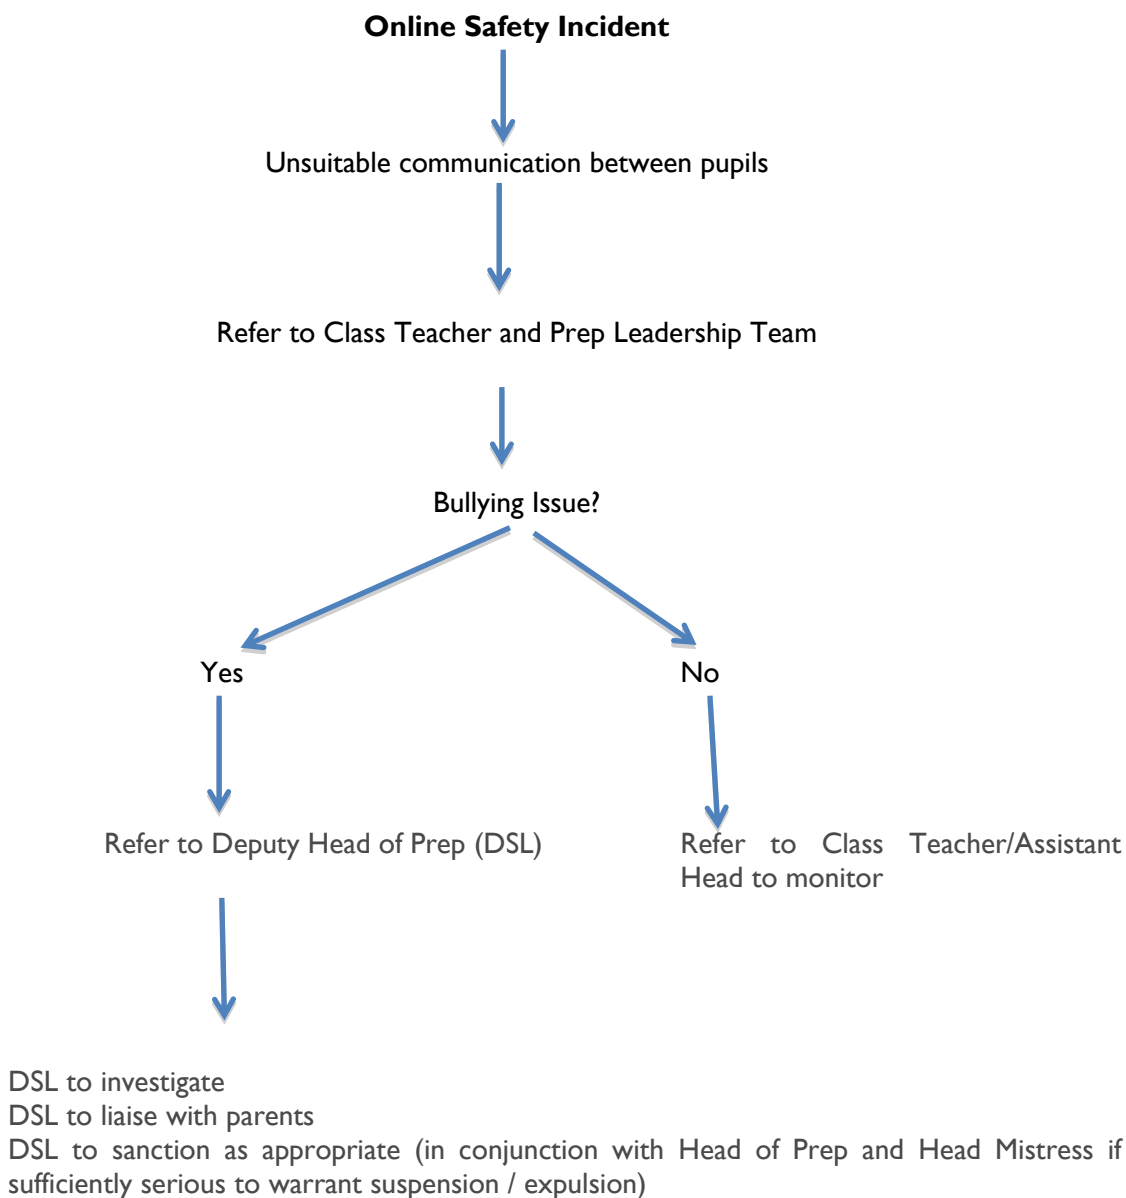 Online Safety Incident
Unsuitable communication between pupils
Refer to Class Teacher and Prep Leadership Team
Bullying Issue?
Yes
No
Refer to Deputy Head of Prep (DSL)
Refer to Class Teacher/Assistant
Head to monitor
DSL to investigate
DSL to liaise with parents
DSL to sanction as appropriate (in conjunction with Head of Prep and Head Mistress if
sufficiently serious to warrant suspension / expulsion)